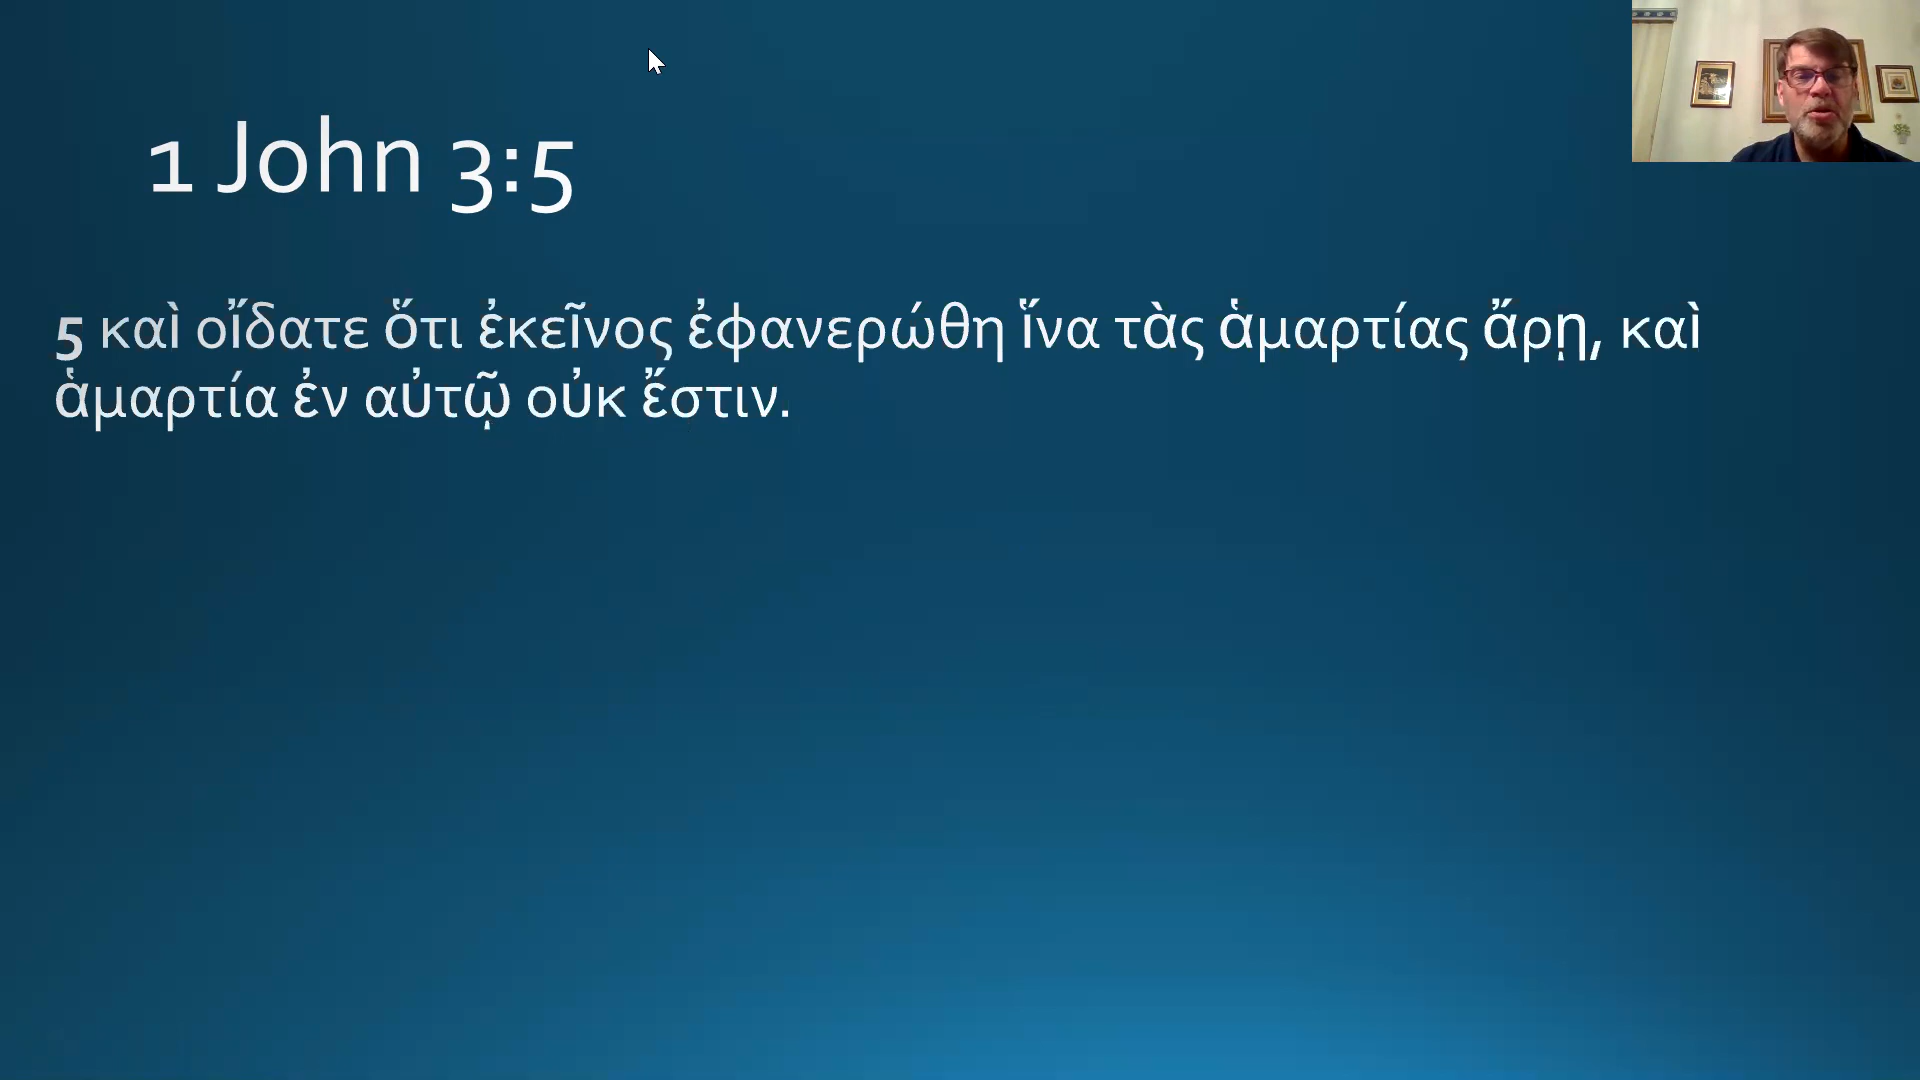 1 John 3:5
5 καὶ οἴδατε ὅτι ἐκεῖνος ἐφανερώθη ἵνα τὰς ἁμαρτίας ἄρῃ, καὶ
ἁμαρτία ἐν αὐτῷ οὐκ ἔστιν.